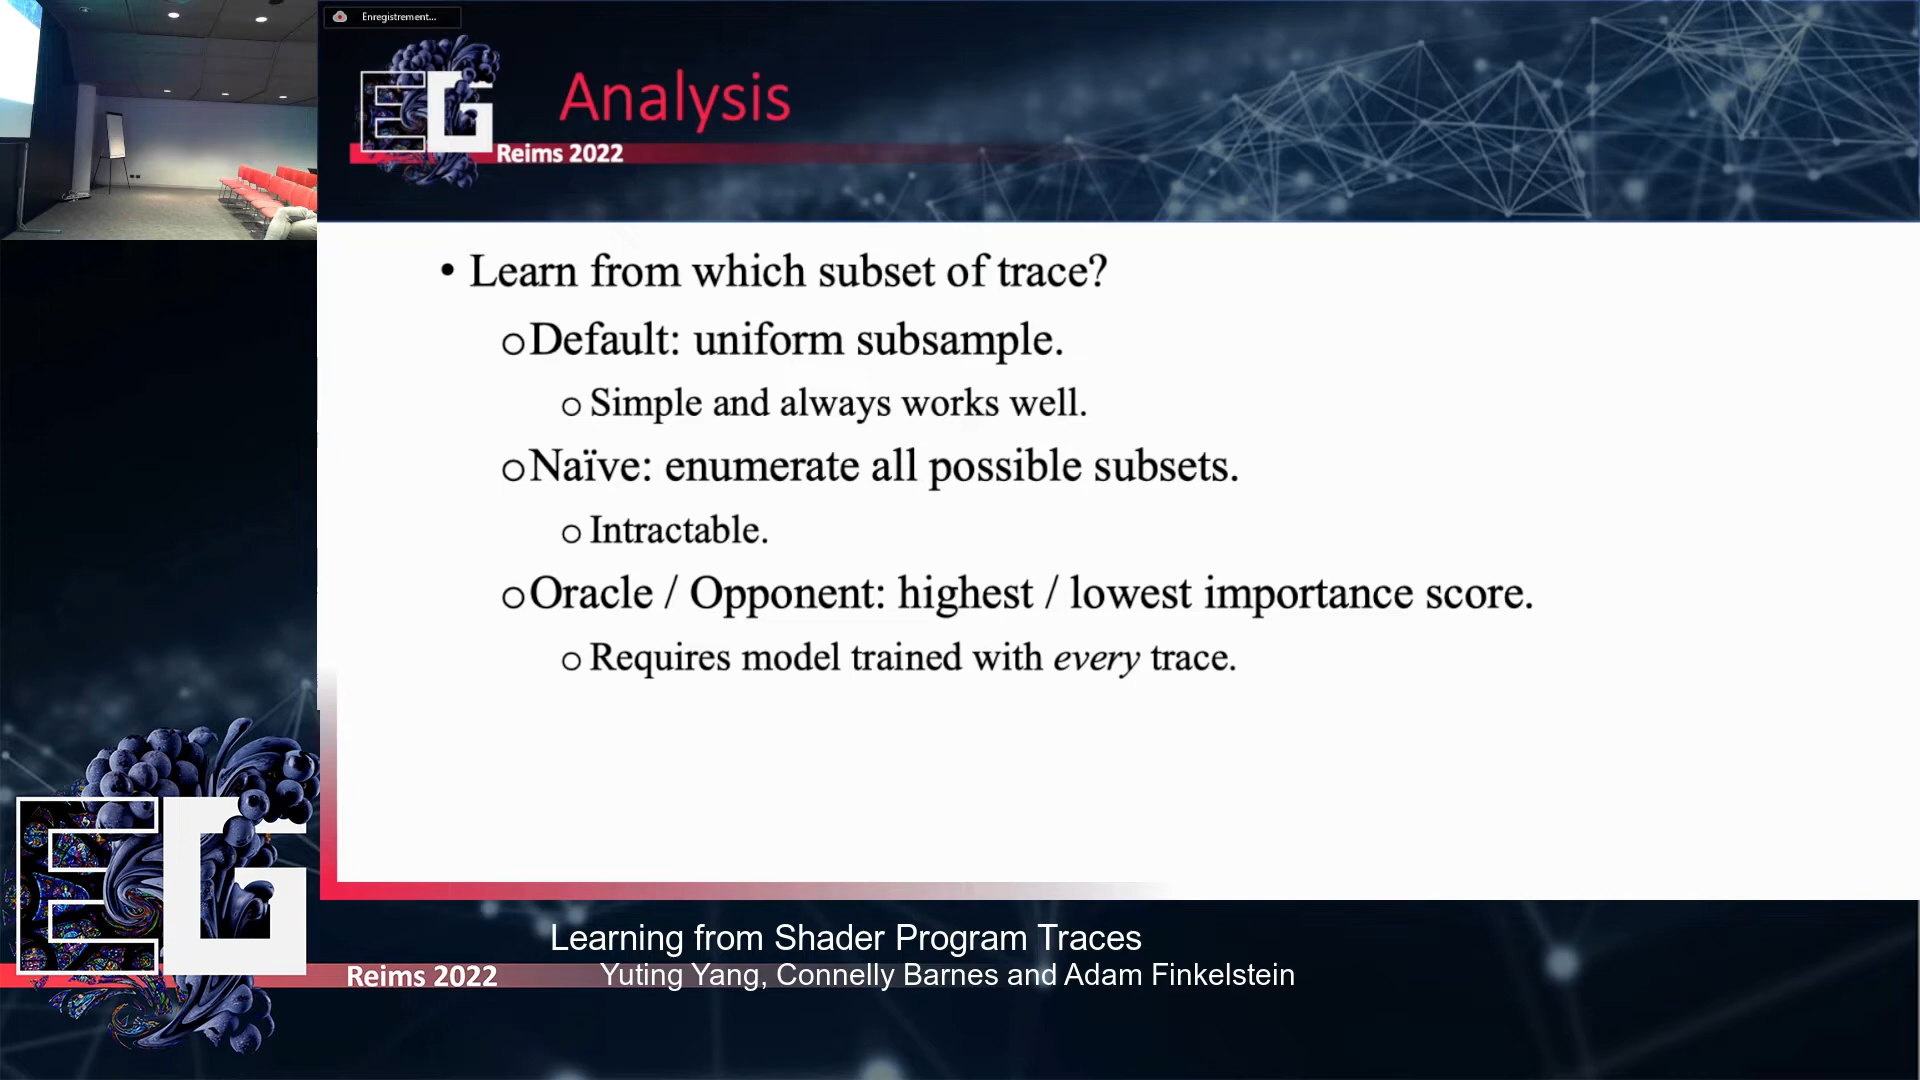 Enregistrement...
EG
Analysis
Reims 2022
• Learn from which subset of trace?
o Default: uniform subsample.
o Simple and always works well.
o Naïve: enumerate all possible subsets.
o Intractable.
o Oracle / Opponent: highest / lowest importance score.
o Requires model trained with every trace.
EG
Reims 2022
Learning from Shader Program Traces
Yuting Yang, Connelly Barnes and Adam Finkelstein